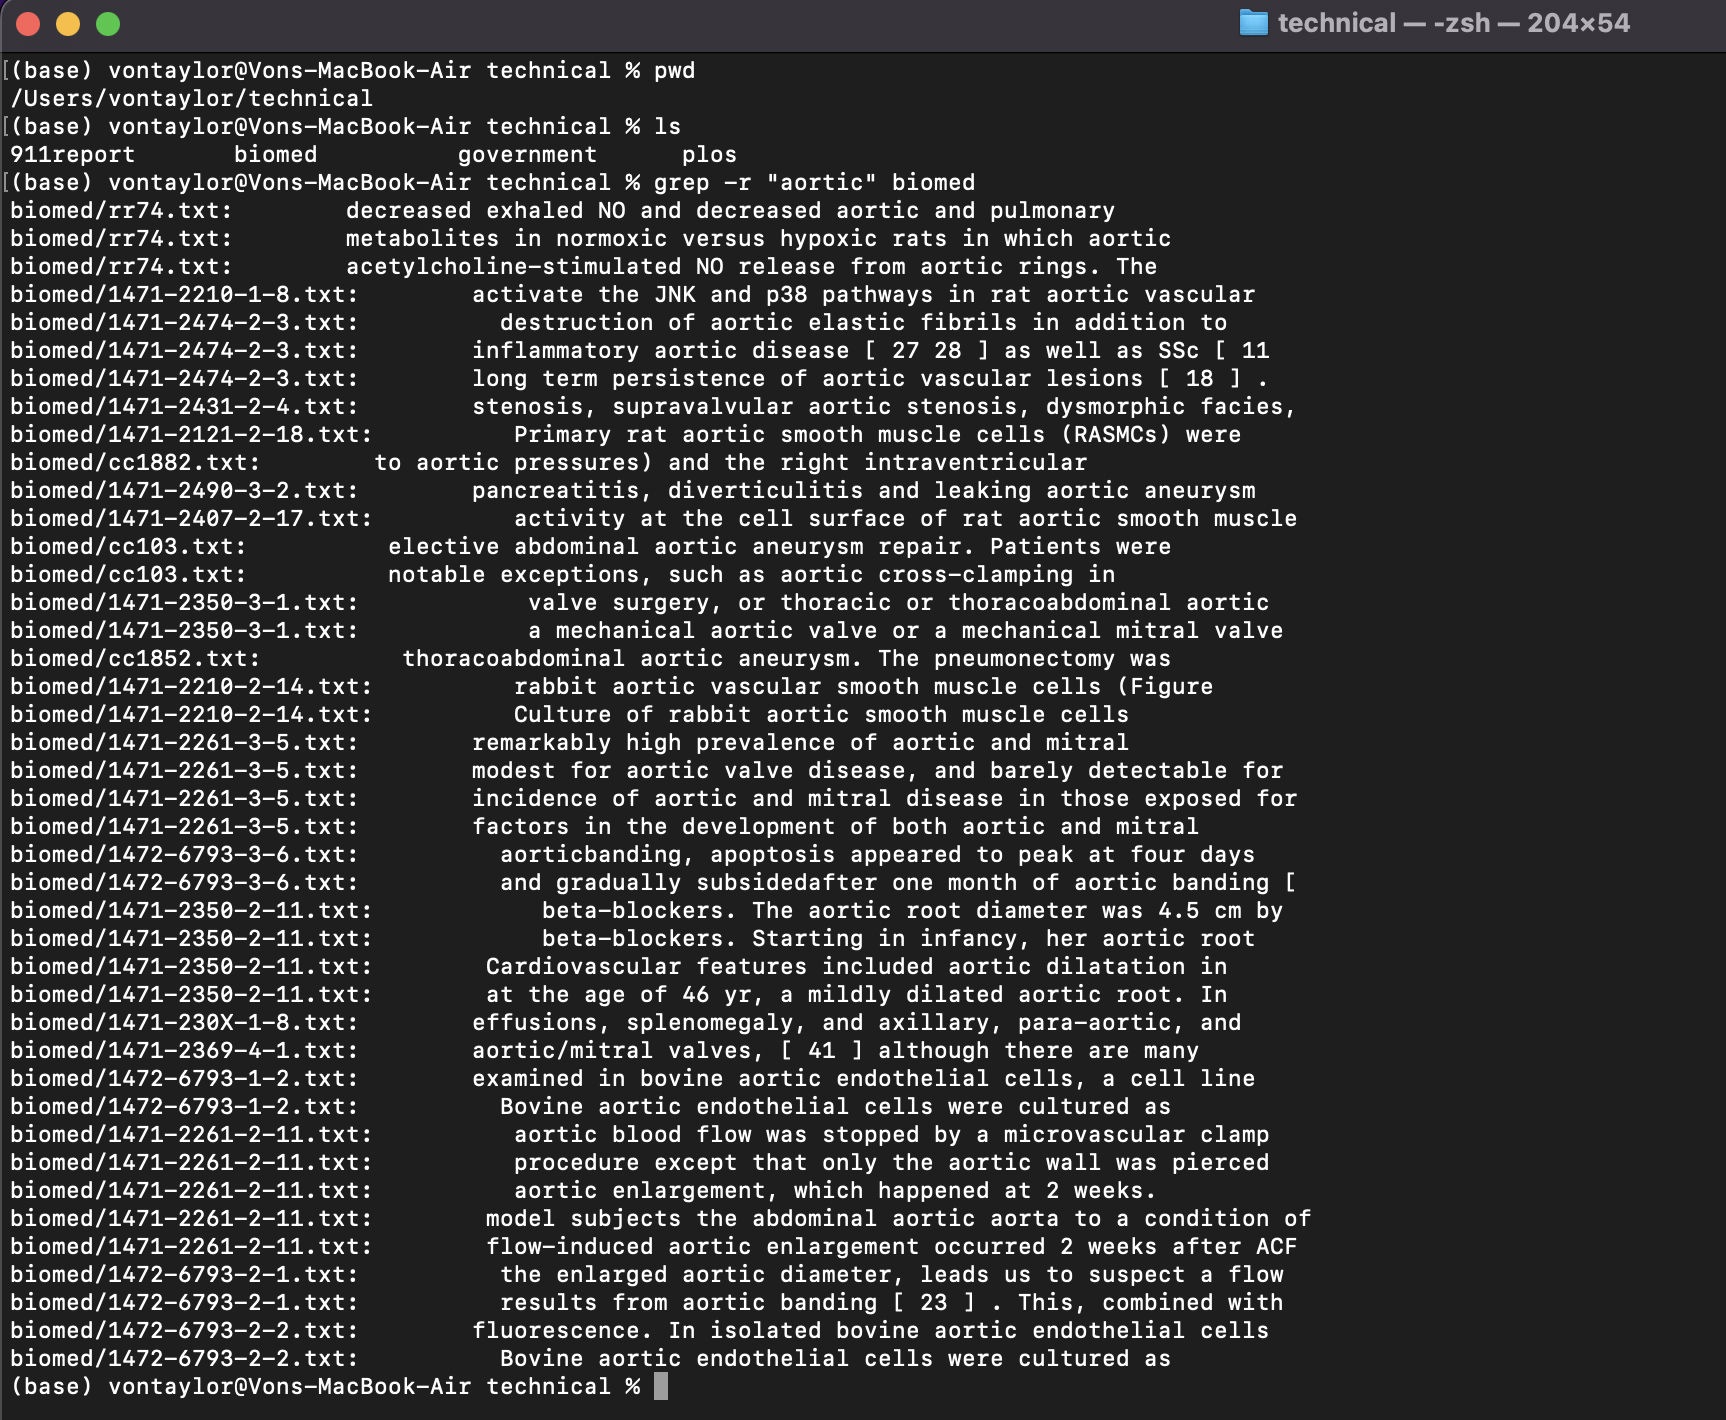 technical — -zsh — 204×54
[(base) vontaylor@Vons-MacBook-Air technical % pwd
/Users/vontaylor/technical
[(base) vontaylor@Vons-MacBook-Air technical % ls
911report       biomed          government      plos
[(base) vontaylor@Vons-MacBook-Air technical % grep -r "aortic" biomed
biomed/rr74.txt:        decreased exhaled NO and decreased aortic and pulmonary
biomed/rr74.txt:        metabolites in normoxic versus hypoxic rats in which aortic
biomed/rr74.txt:        acetylcholine-stimulated NO release from aortic rings. The
biomed/1471-2210-1-8.txt:        activate the JNK and p38 pathways in rat aortic vascular
biomed/1471-2474-2-3.txt:          destruction of aortic elastic fibrils in addition to
biomed/1471-2474-2-3.txt:        inflammatory aortic disease [ 27 28 ] as well as SSc [ 11
biomed/1471-2474-2-3.txt:        long term persistence of aortic vascular lesions [ 18 ] .
biomed/1471-2431-2-4.txt:        stenosis, supravalvular aortic stenosis, dysmorphic facies,
biomed/1471-2121-2-18.txt:          Primary rat aortic smooth muscle cells (RASMCs) were
biomed/cc1882.txt:        to aortic pressures) and the right intraventricular
biomed/1471-2490-3-2.txt:        pancreatitis, diverticulitis and leaking aortic aneurysm
biomed/1471-2407-2-17.txt:          activity at the cell surface of rat aortic smooth muscle
biomed/cc103.txt:          elective abdominal aortic aneurysm repair. Patients were
biomed/cc103.txt:          notable exceptions, such as aortic cross-clamping in
biomed/1471-2350-3-1.txt:            valve surgery, or thoracic or thoracoabdominal aortic
biomed/1471-2350-3-1.txt:            a mechanical aortic valve or a mechanical mitral valve
biomed/cc1852.txt:          thoracoabdominal aortic aneurysm. The pneumonectomy was
biomed/1471-2210-2-14.txt:          rabbit aortic vascular smooth muscle cells (Figure
biomed/1471-2210-2-14.txt:          Culture of rabbit aortic smooth muscle cells
biomed/1471-2261-3-5.txt:        remarkably high prevalence of aortic and mitral
biomed/1471-2261-3-5.txt:        modest for aortic valve disease, and barely detectable for
biomed/1471-2261-3-5.txt:        incidence of aortic and mitral disease in those exposed for
biomed/1471-2261-3-5.txt:        factors in the development of both aortic and mitral
biomed/1472-6793-3-6.txt:          aorticbanding, apoptosis appeared to peak at four days
biomed/1472-6793-3-6.txt:          and gradually subsidedafter one month of aortic banding [
biomed/1471-2350-2-11.txt:            beta-blockers. The aortic root diameter was 4.5 cm by
biomed/1471-2350-2-11.txt:            beta-blockers. Starting in infancy, her aortic root
biomed/1471-2350-2-11.txt:        Cardiovascular features included aortic dilatation in
biomed/1471-2350-2-11.txt:        at the age of 46 yr, a mildly dilated aortic root. In
biomed/1471-230X-1-8.txt:        effusions, splenomegaly, and axillary, para-aortic, and
biomed/1471-2369-4-1.txt:        aortic/mitral valves, [ 41 ] although there are many
biomed/1472-6793-1-2.txt:        examined in bovine aortic endothelial cells, a cell line
biomed/1472-6793-1-2.txt:          Bovine aortic endothelial cells were cultured as
biomed/1471-2261-2-11.txt:          aortic blood flow was stopped by a microvascular clamp
biomed/1471-2261-2-11.txt:          procedure except that only the aortic wall was pierced
biomed/1471-2261-2-11.txt:          aortic enlargement, which happened at 2 weeks.
biomed/1471-2261-2-11.txt:        model subjects the abdominal aortic aorta to a condition of
biomed/1471-2261-2-11.txt:        flow-induced aortic enlargement occurred 2 weeks after ACF
biomed/1472-6793-2-1.txt:          the enlarged aortic diameter, leads us to suspect a flow
biomed/1472-6793-2-1.txt:          results from aortic banding [ 23 ] . This, combined with
biomed/1472-6793-2-2.txt:        fluorescence. In isolated bovine aortic endothelial cells
biomed/1472-6793-2-2.txt:          Bovine aortic endothelial cells were cultured as
(base) vontaylor@Vons-MacBook-Air technical %